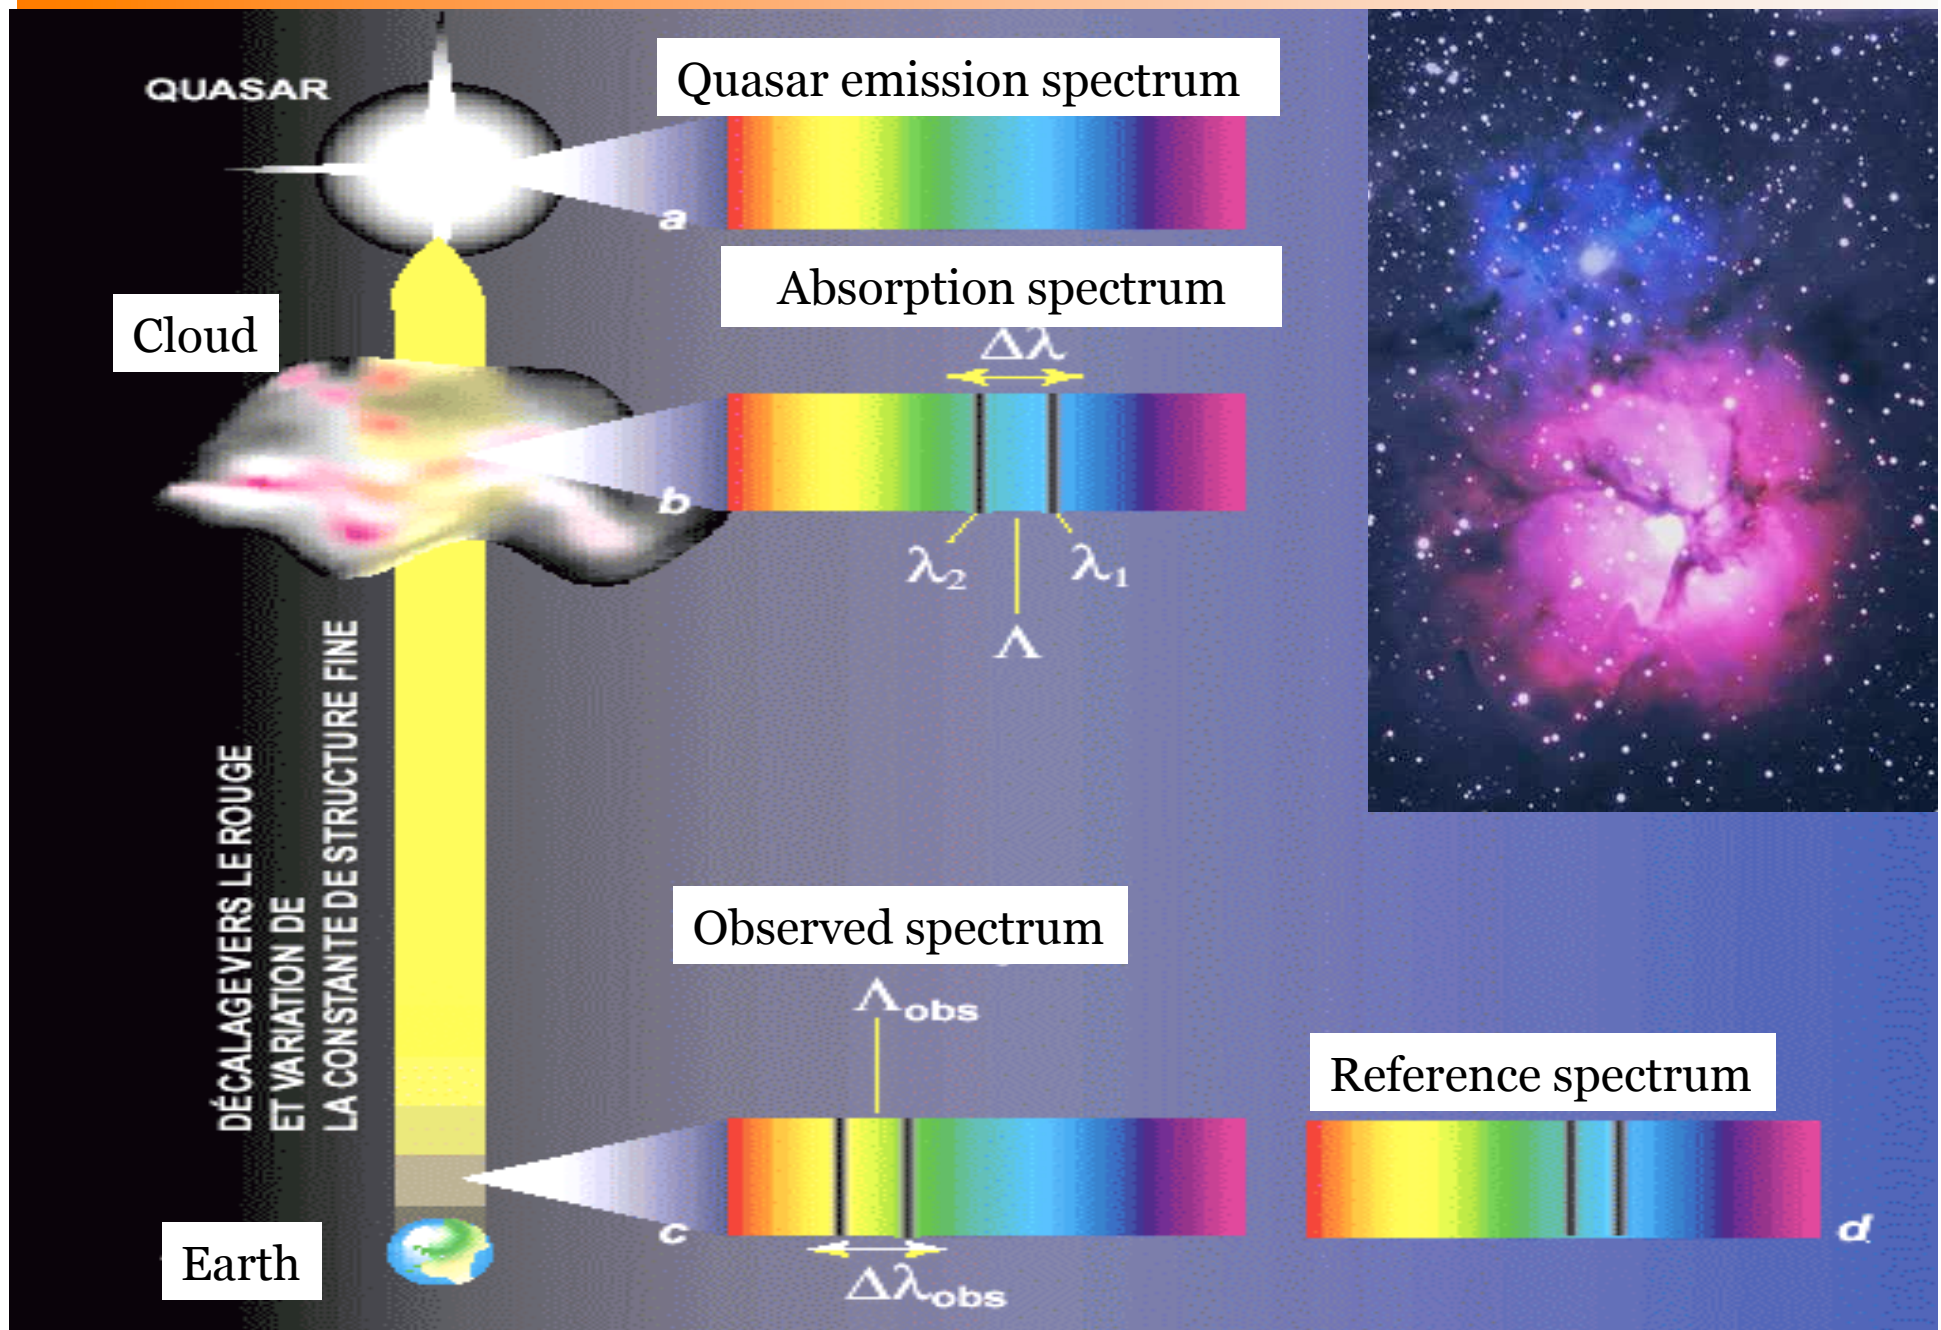 QUASAR
Quasar emission spectrum
a
Absorption spectrum
Cloud
Δλ
b
λ2
λ1
Λ
DÉCALAGE VERS LE ROUGE
ET VARIATION DE
LA CONSTANTE DE STRUCTURE FINE
Observed spectrum
Λobs
Reference spectrum
c
d
Earth
Δλobs